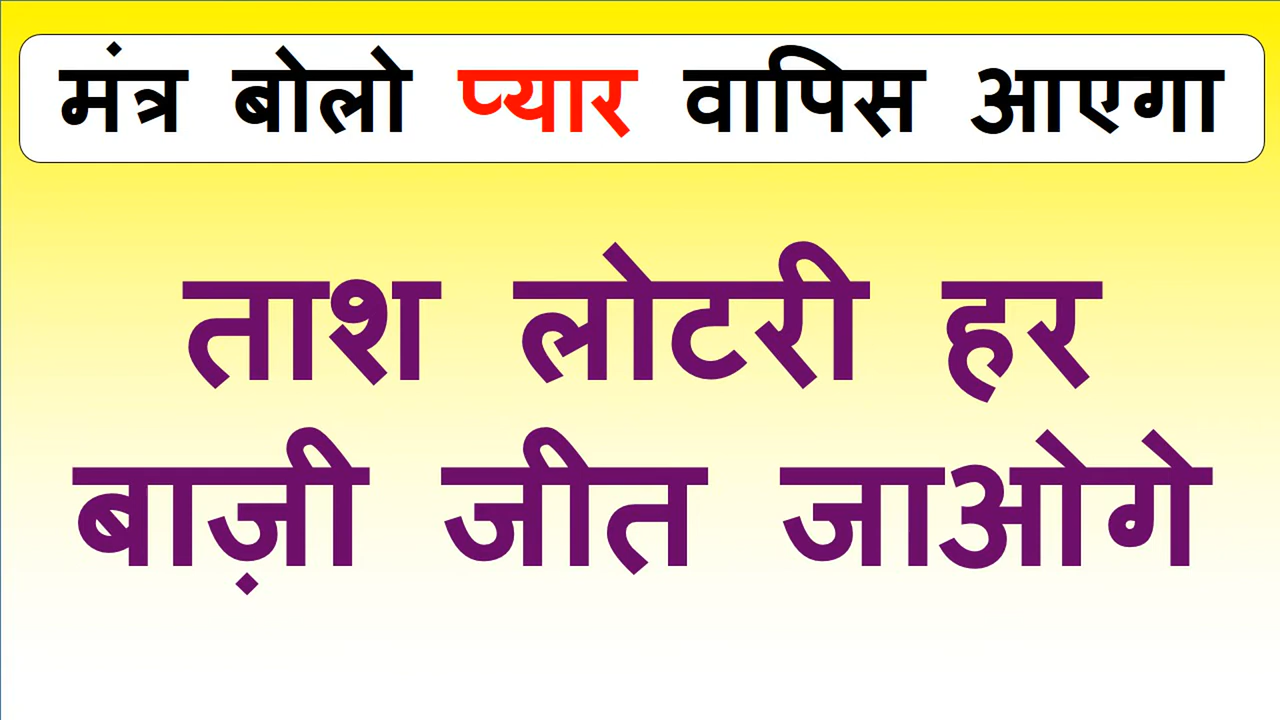 मंत्र बोलो प्यार वापिस आएगा
ताश लोटरी हर
बाज़ी जीत जाओगे